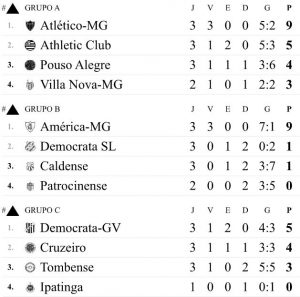 # ▲ GRUPO A J V E D G P
1. Atlético-MG 3 3 0 0 5:2 9
2. Athletic Club 3 1 2 0 5:3 5
3. Pouso Alegre 3 1 1 1 3:6 4
4. Villa Nova-MG 2 1 0 1 2:2 3
# ▲ GRUPO B J V E D G P
1. América-MG 3 3 0 0 7:1 9
2. Democrata SL 3 0 1 2 0:2 1
3. Caldense 3 0 1 2 3:7 1
4. Patrocinense 2 0 0 2 3:5 0
# ▲ GRUPO C J V E D G P
1. Democrata-GV 3 1 2 0 4:3 5
2. Cruzeiro 3 1 1 1 3:3 4
3. Tombense 3 1 0 2 5:5 3
4. Ipatinga 1 0 0 1 0:1 0